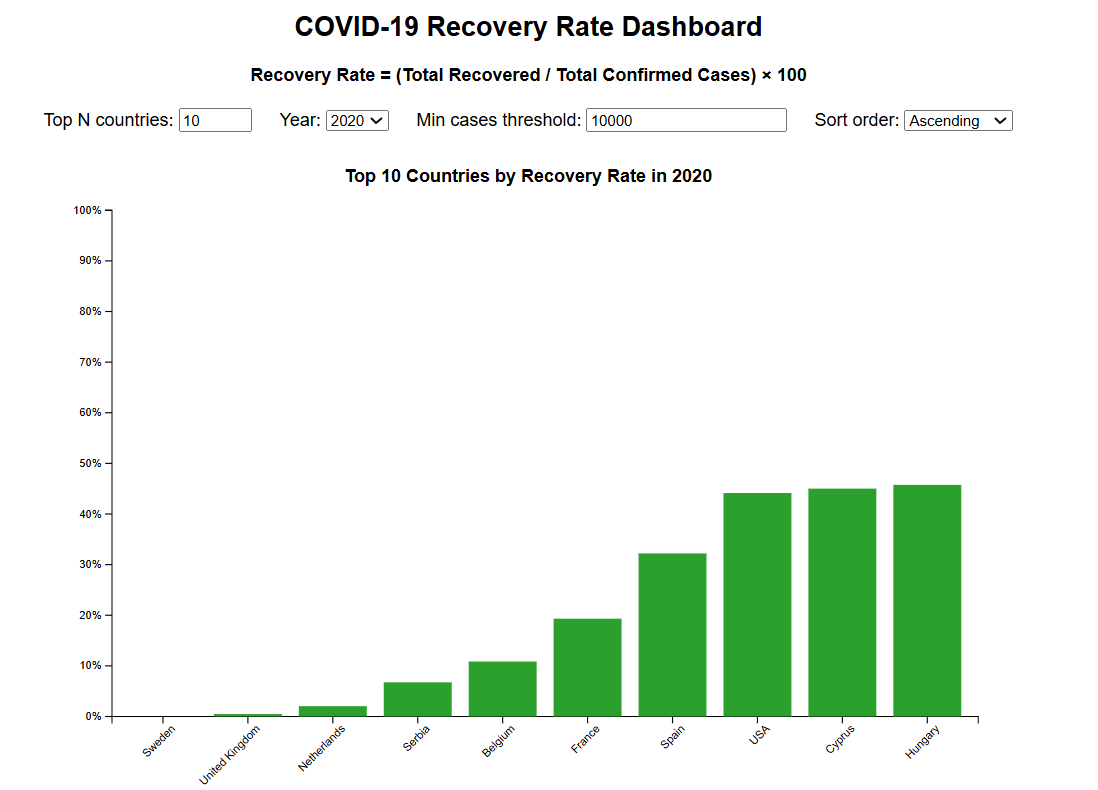 COVID-19 Recovery Rate Dashboard
Recovery Rate = (Total Recovered / Total Confirmed Cases) × 100
Top N countries: 10 Year: 2020 Min cases threshold: 10000 Sort order: Ascending
Top 10 Countries by Recovery Rate in 2020
100%
90%
80%
70%
60%
50%
40%
30%
20%
10%
0%
Sweden
United Kingdom
Netherlands
Serbia
Belgium
France
Spain
USA
Cyprus
Hungary